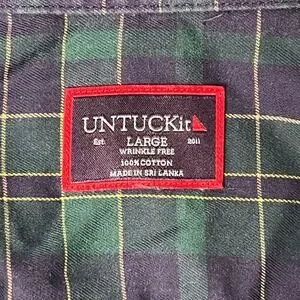 UNTUCKit
Est. LARGE 2011
WRINKLE FREE
100% COTTON
MADE IN SRI LANKA